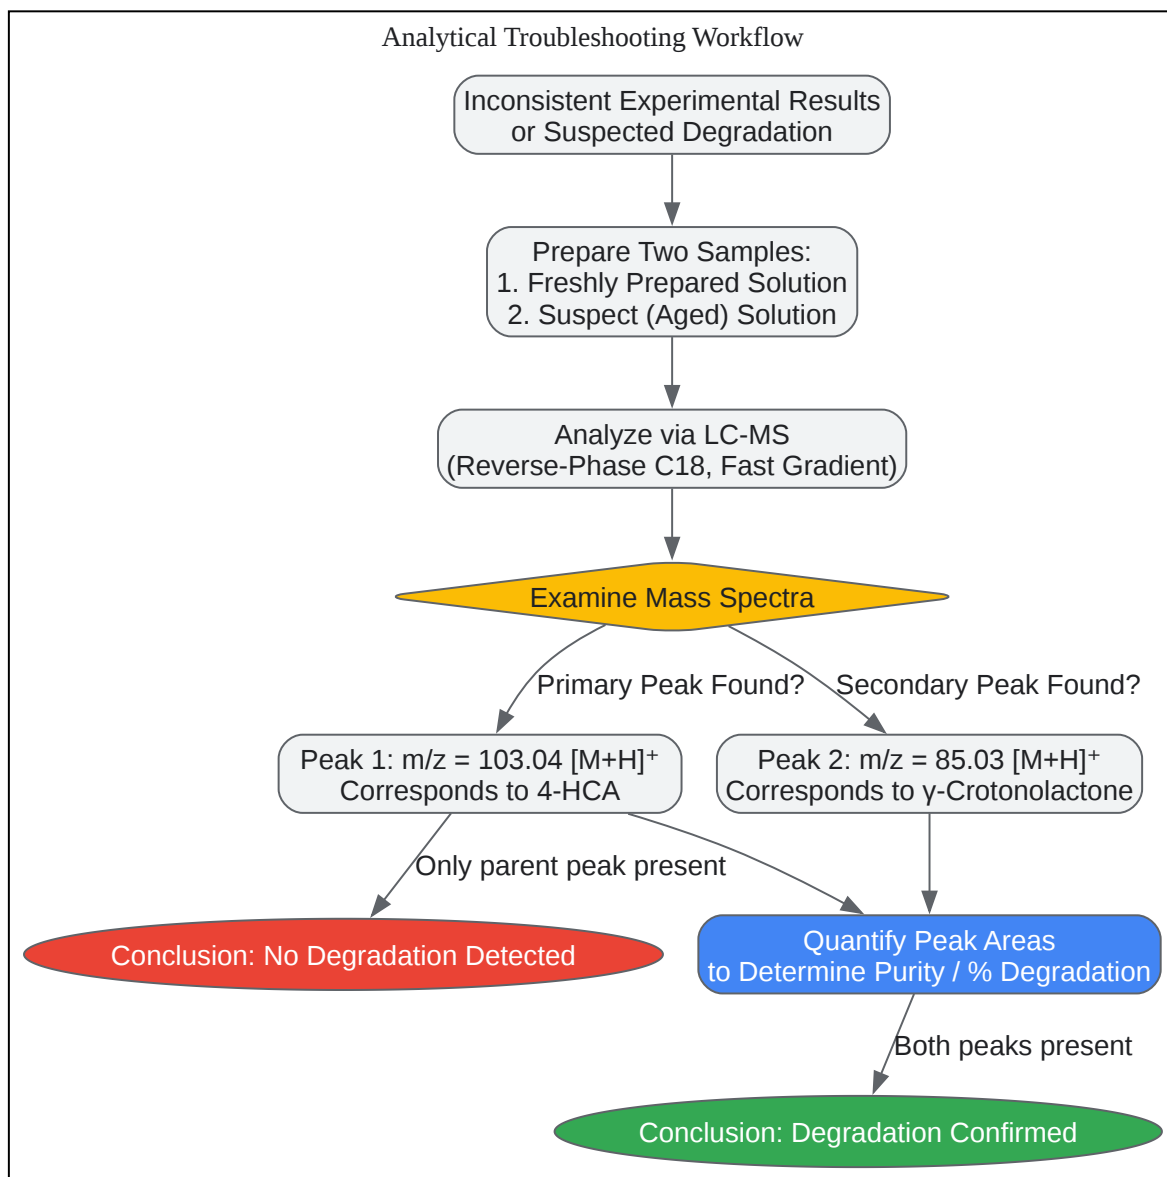 Analytical Troubleshooting Workflow
Inconsistent Experimental Results
or Suspected Degradation
Prepare Two Samples:
1. Freshly Prepared Solution
2. Suspect (Aged) Solution
Analyze via LC-MS
(Reverse-Phase C18, Fast Gradient)
Examine Mass Spectra
Primary Peak Found?
Secondary Peak Found?
Peak 1: m/z = 103.04 [M+H]⁺
Corresponds to 4-HCA
Peak 2: m/z = 85.03 [M+H]⁺
Corresponds to γ-Crotonolactone
Only parent peak present
Conclusion: No Degradation Detected
Quantify Peak Areas
to Determine Purity / % Degradation
Both peaks present
Conclusion: Degradation Confirmed